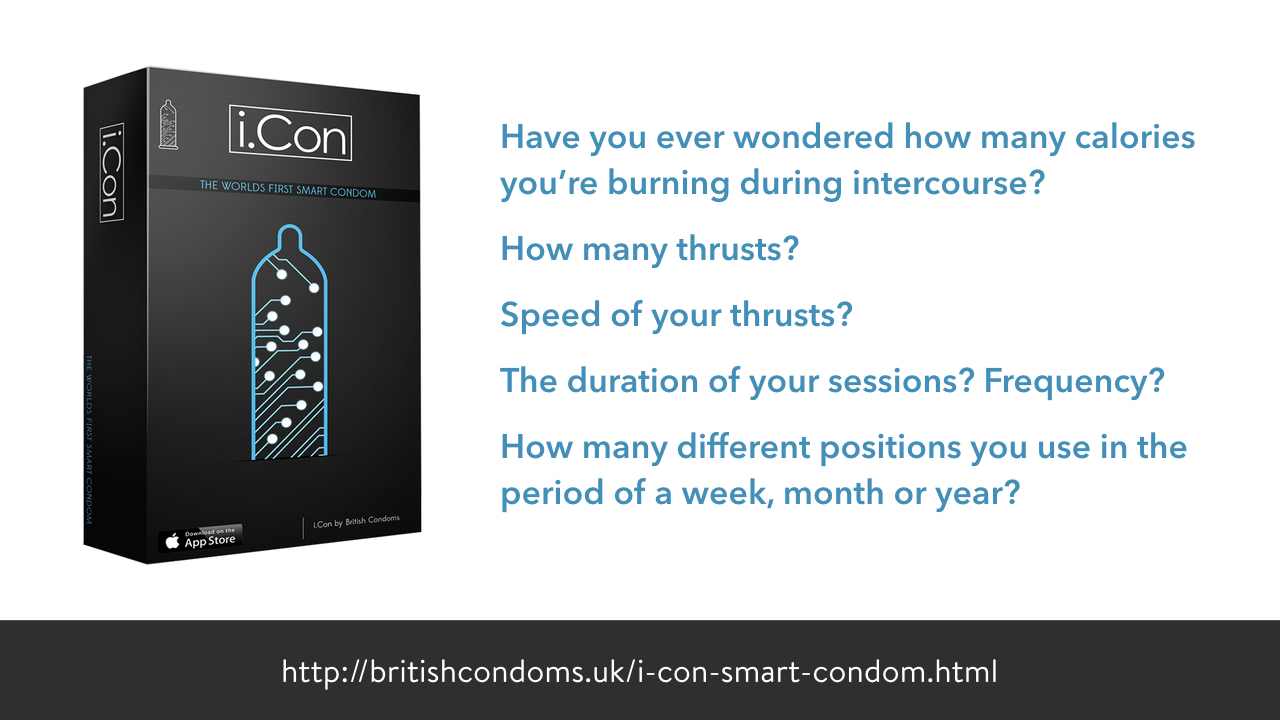 i.Con
THE WORLDS FIRST SMART CONDOM
i.Con
THE WORLDS FIRST SMART CONDOM
Download on the
App Store
i.Con by British Condoms
Have you ever wondered how many calories
you’re burning during intercourse?
How many thrusts?
Speed of your thrusts?
The duration of your sessions? Frequency?
How many different positions you use in the
period of a week, month or year?
http://britishcondoms.uk/i-con-smart-condom.html